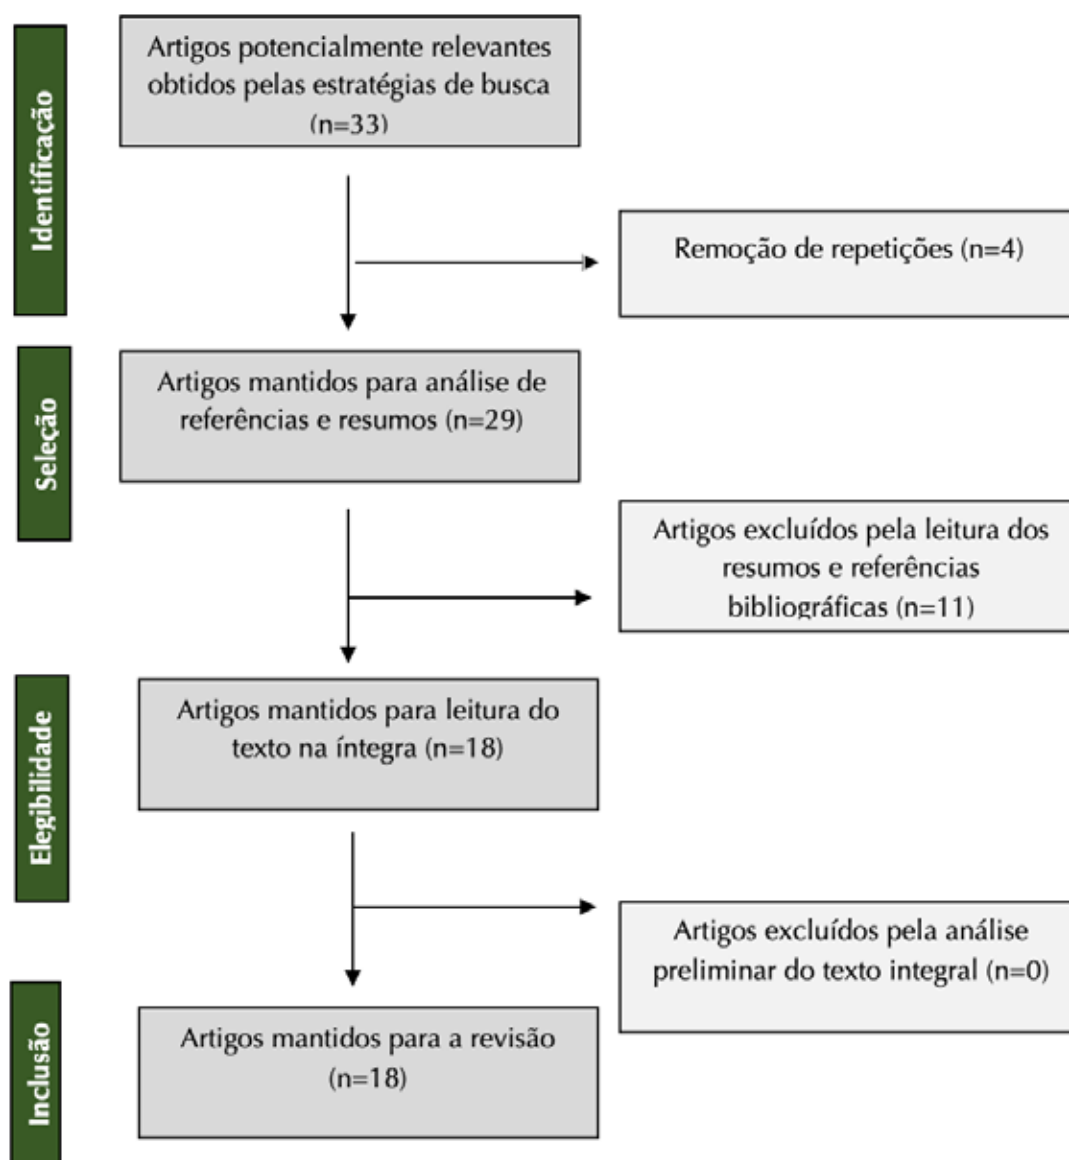 Identificação
Artigos potencialmente relevantes
obtidos pelas estratégias de busca
(n=33)
Remoção de repetições (n=4)
Seleção
Artigos mantidos para análise de
referências e resumos (n=29)
Artigos excluídos pela leitura dos
resumos e referências
bibliográficas (n=11)
Elegibilidade
Artigos mantidos para leitura do
texto na íntegra (n=18)
Artigos excluídos pela análise
preliminar do texto integral (n=0)
Inclusão
Artigos mantidos para a revisão
(n=18)